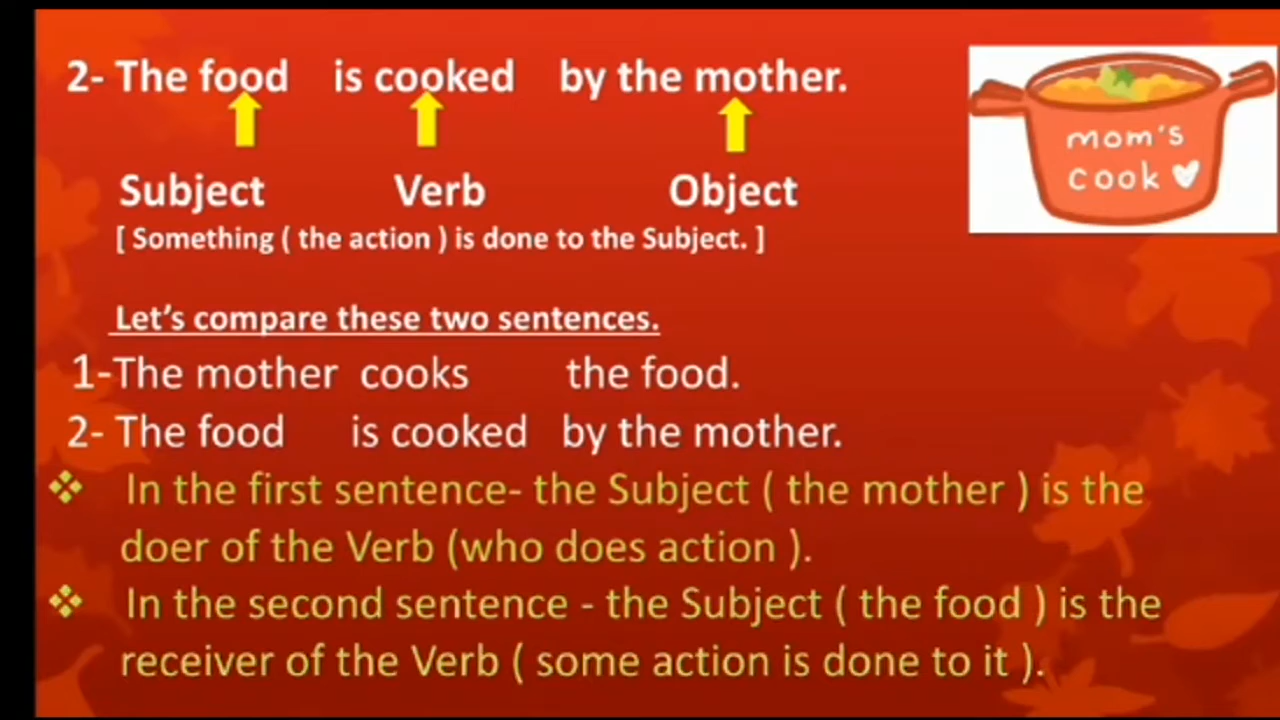 2- The food is cooked by the mother.
mom's
cook
Subject Verb Object
[ Something ( the action ) is done to the Subject. ]
Let's compare these two sentences.
1-The mother cooks the food.
2- The food is cooked by the mother.
❖ In the first sentence- the Subject ( the mother ) is the
doer of the Verb (who does action ).
❖ In the second sentence - the Subject ( the food ) is the
receiver of the Verb ( some action is done to it ).